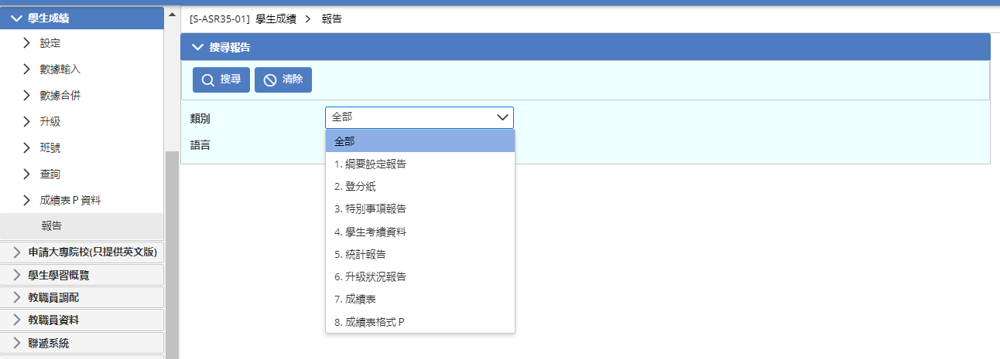 學生成績
設定
數據輸入
數據合併
升級
班號
查詢
成績表 P 資料
報告
申請大專院校(只提供英文版)
學生學習概覽
教職員調配
教職員資料
聯遞系統
[S-ASR35-01] 學生成績 > 報告
搜尋報告
搜尋 清除
類別 全部
語言
全部
1. 綱要設定報告
2. 登分紙
3. 特別事項報告
4. 學生考績資料
5. 統計報告
6. 升級狀況報告
7. 成績表
8. 成績表格式 P